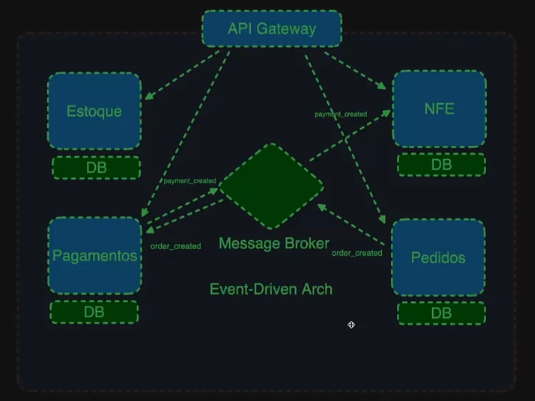 API Gateway
Estoque
NFE
payment_created
DB
DB
payment_created
Pagamentos
order_created
Message Broker
order_created
Pedidos
Event-Driven Arch
DB
DB